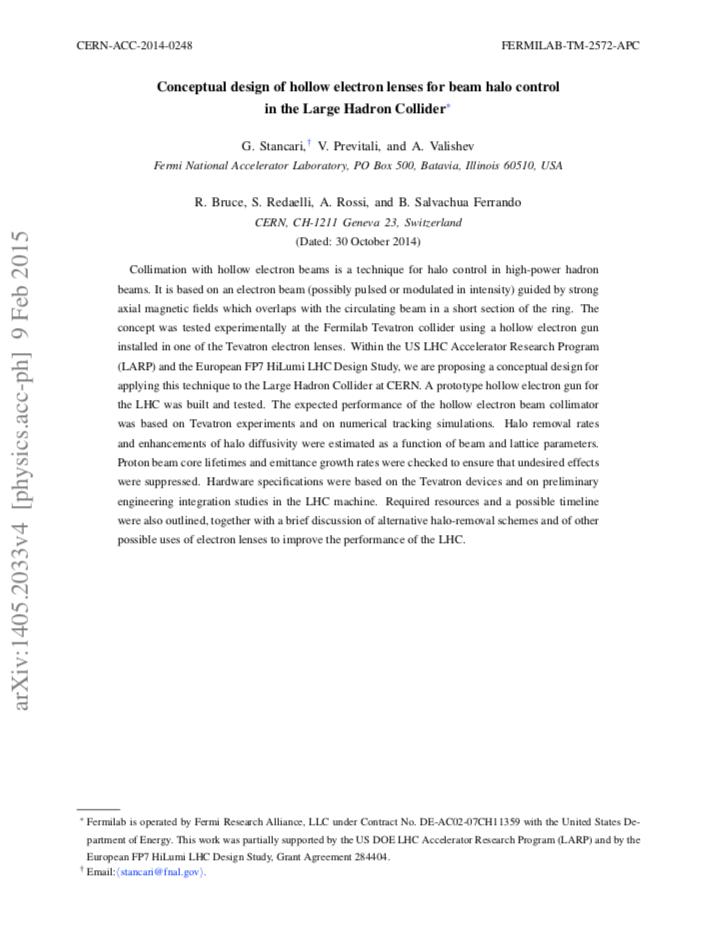 CERN-ACC-2014-0248 FERMILAB-TM-2572-APC
Conceptual design of hollow electron lenses for beam halo control
in the Large Hadron Collider*
G. Stancari,† V. Previtali, and A. Valishev
Fermi National Accelerator Laboratory, PO Box 500, Batavia, Illinois 60510, USA
R. Bruce, S. Redaelli, A. Rossi, and B. Salvachua Ferrando
CERN, CH-1211 Geneva 23, Switzerland
(Dated: 30 October 2014)
Collimation with hollow electron beams is a technique for halo control in high-power hadron
beams. It is based on an electron beam (possibly pulsed or modulated in intensity) guided by strong
axial magnetic fields which overlaps with the circulating beam in a short section of the ring. The
concept was tested experimentally at the Fermilab Tevatron collider using a hollow electron gun
installed in one of the Tevatron electron lenses. Within the US LHC Accelerator Research Program
(LARP) and the European FP7 HiLumi LHC Design Study, we are proposing a conceptual design for
applying this technique to the Large Hadron Collider at CERN. A prototype hollow electron gun for
the LHC was built and tested. The expected performance of the hollow electron beam collimator
was based on Tevatron experiments and on numerical tracking simulations. Halo removal rates
and enhancements of halo diffusivity were estimated as a function of beam and lattice parameters.
Proton beam core lifetimes and emittance growth rates were checked to ensure that undesired effects
were suppressed. Hardware specifications were based on the Tevatron devices and on preliminary
engineering integration studies in the LHC machine. Required resources and a possible timeline
were also outlined, together with a brief discussion of alternative halo-removal schemes and of other
possible uses of electron lenses to improve the performance of the LHC.
arXiv:1405.2033v4 [physics.acc-ph] 9 Feb 2015
* Fermilab is operated by Fermi Research Alliance, LLC under Contract No. DE-AC02-07CH11359 with the United States De-
partment of Energy. This work was partially supported by the US DOE LHC Accelerator Research Program (LARP) and by the
European FP7 HiLumi LHC Design Study, Grant Agreement 284404.
† Email:⟨stancari@fnal.gov⟩.